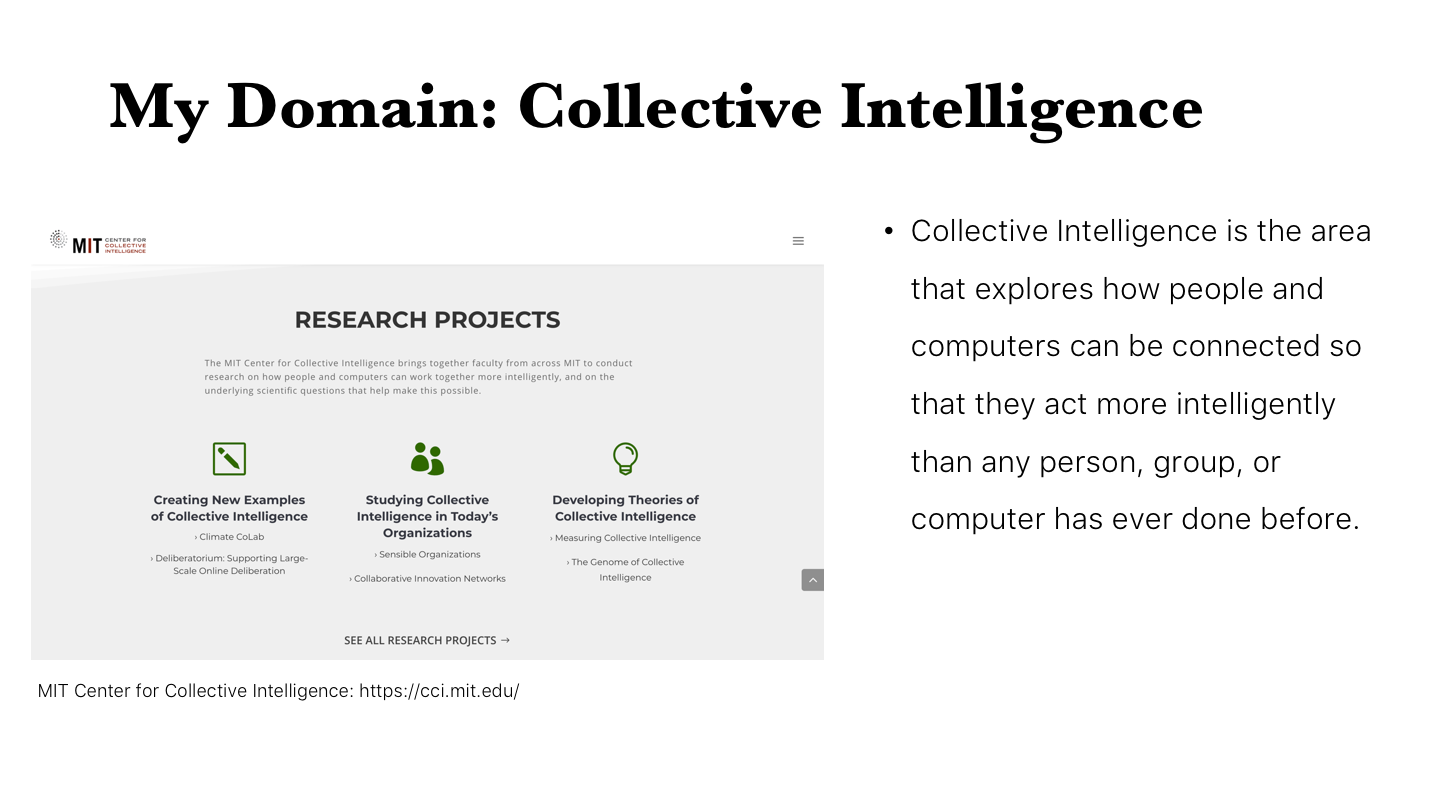 My Domain: Collective Intelligence
MIT CENTER FOR
COLLECTIVE
INTELLIGENCE
RESEARCH PROJECTS
The MIT Center for Collective Intelligence brings together faculty from across MIT to conduct
research on how people and computers can work together more intelligently, and on the
underlying scientific questions that help make this possible.
Creating New Examples
of Collective Intelligence
› Climate CoLab
› Deliberatorium: Supporting Large-
Scale Online Deliberation
Studying Collective
Intelligence in Today’s
Organizations
› Sensible Organizations
› Collaborative Innovation Networks
Developing Theories of
Collective Intelligence
› Measuring Collective Intelligence
› The Genome of Collective
Intelligence
SEE ALL RESEARCH PROJECTS →
MIT Center for Collective Intelligence: https://cci.mit.edu/
• Collective Intelligence is the area
that explores how people and
computers can be connected so
that they act more intelligently
than any person, group, or
computer has ever done before.